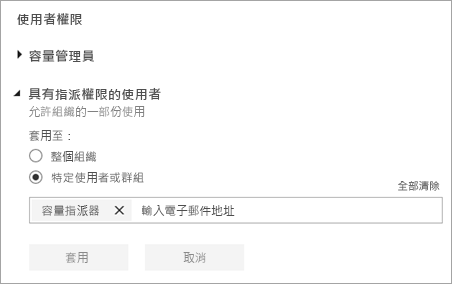 使用者權限
容量管理員
具有指派權限的使用者
允許組織的一部份使用
套用至：
整個組織
特定使用者或群組
全部清除
容量指派器 輸入電子郵件地址
套用 取消